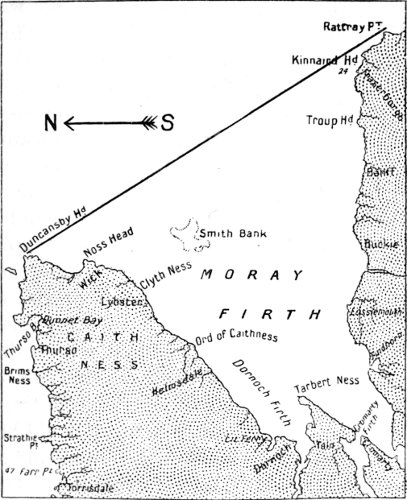 Rattray Pt
Kinnaird Hd
24
Fraserburgh
Troup Hd
N S
Banff
Duncansby Hd
Noss Head
Smith Bank
Buckie
Wick
Clyth Ness
MORAY
Lybster
FIRTH
Lossiemouth
Dunnet Bay
Thurso B.
CAITH
Ord of Caithness
Burghead
Thurso
NESS
Brims
Ness
Helmsdale
Dornoch Firth
Tarbert Ness
Strathie
Pt
Lit. Ferry
Cromarty
Firth
Tain
Dornoch
Cromarty
47 Farr Pt
Torrisdale